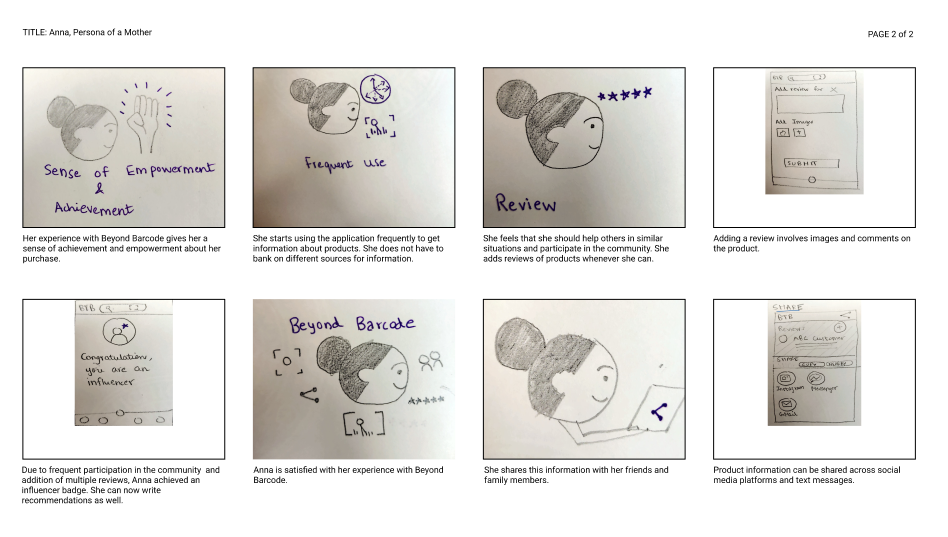 TITLE: Anna, Persona of a Mother
PAGE 2 of 2
Sense of Empowerment
&
Achievement
Her experience with Beyond Barcode gives her a
sense of achievement and empowerment about her
purchase.
Frequent Use
She starts using the application frequently to get
information about products. She does not have to
bank on different sources for information.
Review
She feels that she should help others in similar
situations and participate in the community. She
adds reviews of products whenever she can.
BTB
Add review for X
Add Images
SUBMIT
Adding a review involves images and comments on
the product.
BTB
Congratulation,
you are an
influencer
Due to frequent participation in the community and
addition of multiple reviews, Anna achieved an
influencer badge. She can now write
recommendations as well.
Beyond Barcode
Anna is satisfied with her experience with Beyond
Barcode.
She shares this information with her friends and
family members.
SHARE
BTB
Review:
ABC Customer
SHARE
Instagram Messenger
Gmail
Product information can be shared across social
media platforms and text messages.